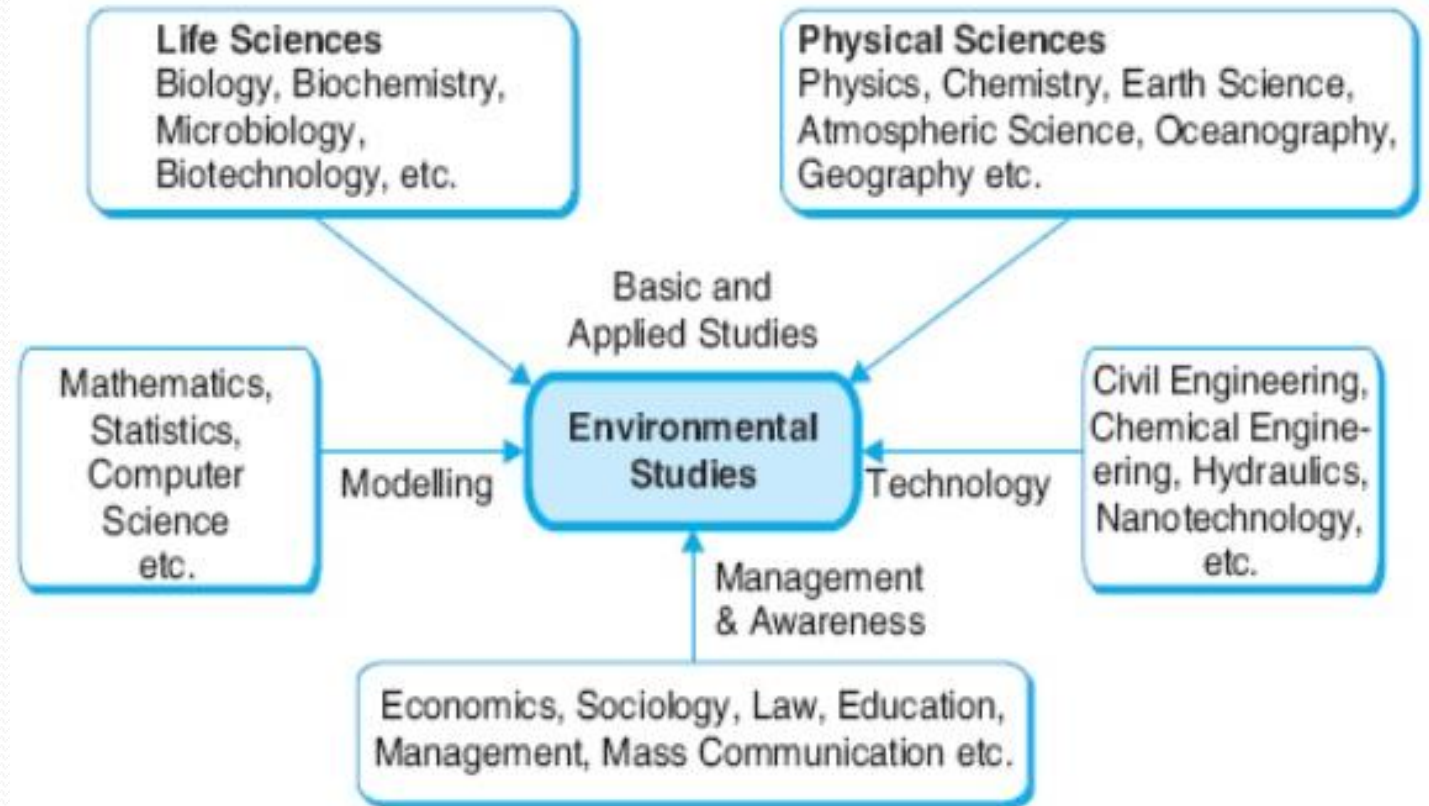 Life Sciences
Biology, Biochemistry,
Microbiology,
Biotechnology, etc.
Physical Sciences
Physics, Chemistry, Earth Science,
Atmospheric Science, Oceanography,
Geography etc.
Basic and
Applied Studies
Mathematics,
Statistics,
Computer
Science
etc.
Modelling
Environmental
Studies
Technology
Civil Engineering,
Chemical Engine-
ering, Hydraulics,
Nanotechnology,
etc.
Management
& Awareness
Economics, Sociology, Law, Education,
Management, Mass Communication etc.